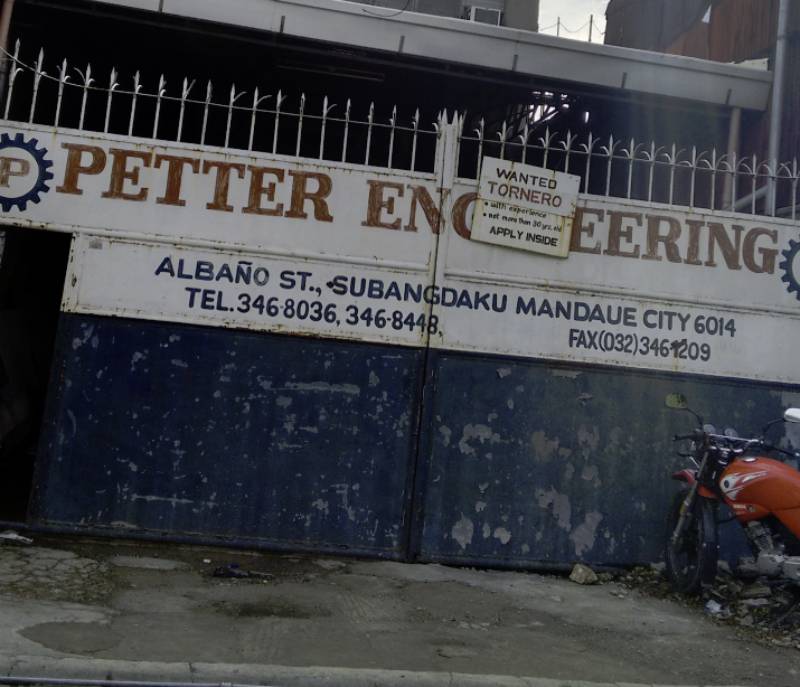 P PETTER ENGINEERING
WANTED
TORNERO
• with experience
• not more than 30 yrs. old
APPLY INSIDE
ALBAÑO ST., SUBANGDAKU MANDAUE CITY 6014
TEL.346-8036, 346-8448,
FAX(032)346-1209